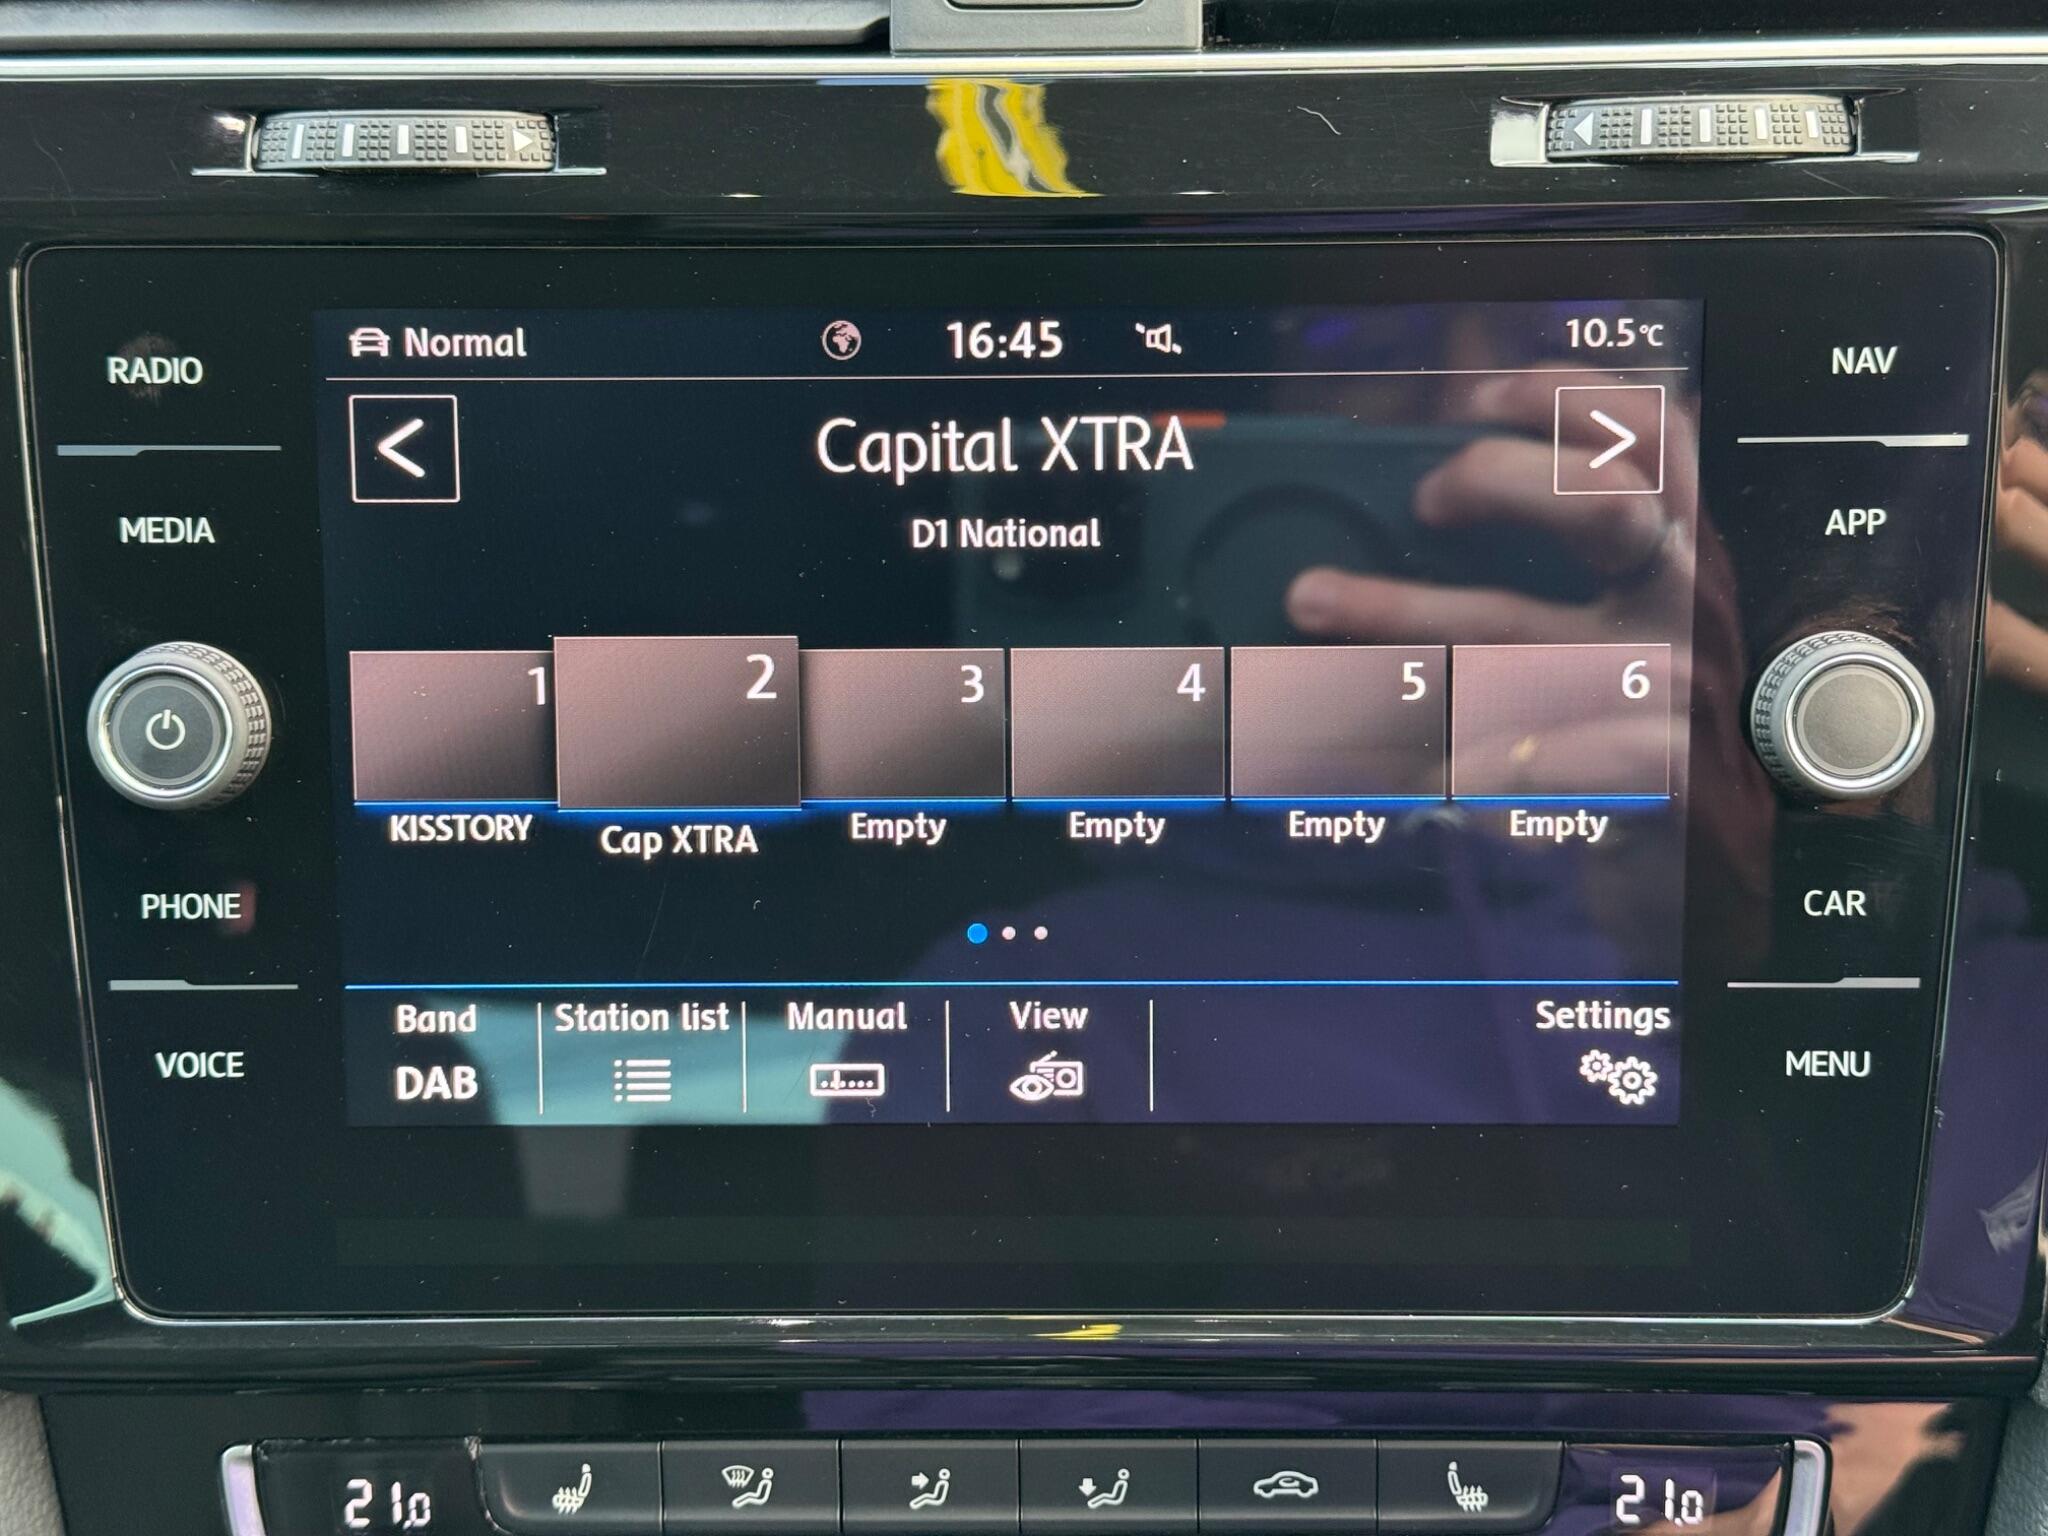 Normal 16:45 10.5°C
RADIO
NAV
Capital XTRA
D1 National
MEDIA
APP
1 2 3 4 5 6
KISSTORY Cap XTRA Empty Empty Empty Empty
PHONE
CAR
Band Station list Manual View Settings
DAB
VOICE
MENU
21.0 21.0